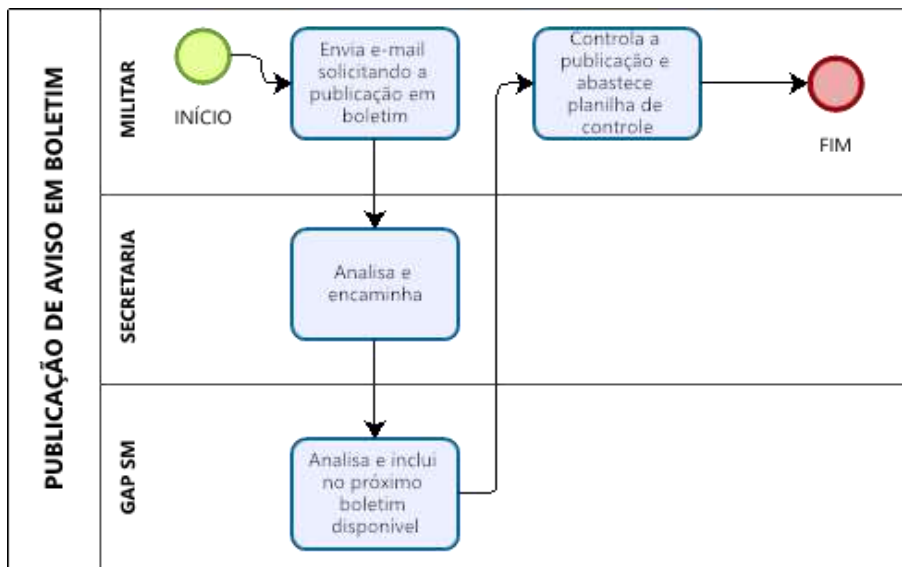 PUBLICAÇÃO DE AVISO EM BOLETIM
MILITAR
INÍCIO
Envia e-mail
solicitando a
publicação em
boletim
Controla a
publicação e
abastece
planilha de
controle
FIM
SECRETARIA
Analisa e
encaminha
GAP SM
Analisa e inclui
no próximo
boletim
disponível